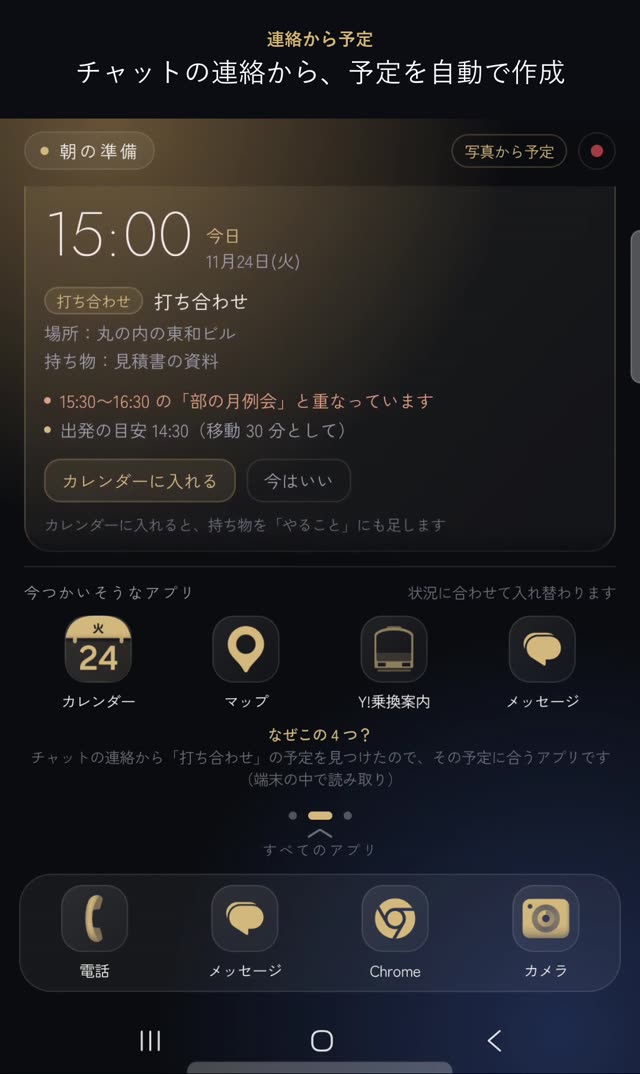 連絡から予定
チャットの連絡から、予定を自動で作成
朝の準備
写真から予定
15:00
今日
11月24日(火)
打ち合わせ
打ち合わせ
場所：丸の内の東和ビル
持ち物：見積書の資料
15:30〜16:30 の「部の月例会」と重なっています
出発の目安 14:30（移動 30 分として）
カレンダーに入れる
今はいい
カレンダーに入れると、持ち物を「やること」にも足します
今つかいそうなアプリ
状況に合わせて入れ替わります
火
24
カレンダー
マップ
Y!乗換案内
メッセージ
なぜこの４つ？
チャットの連絡から「打ち合わせ」の予定を見つけたので、その予定に合うアプリです
（端末の中で読み取り）
すべてのアプリ
電話
メッセージ
Chrome
カメラ